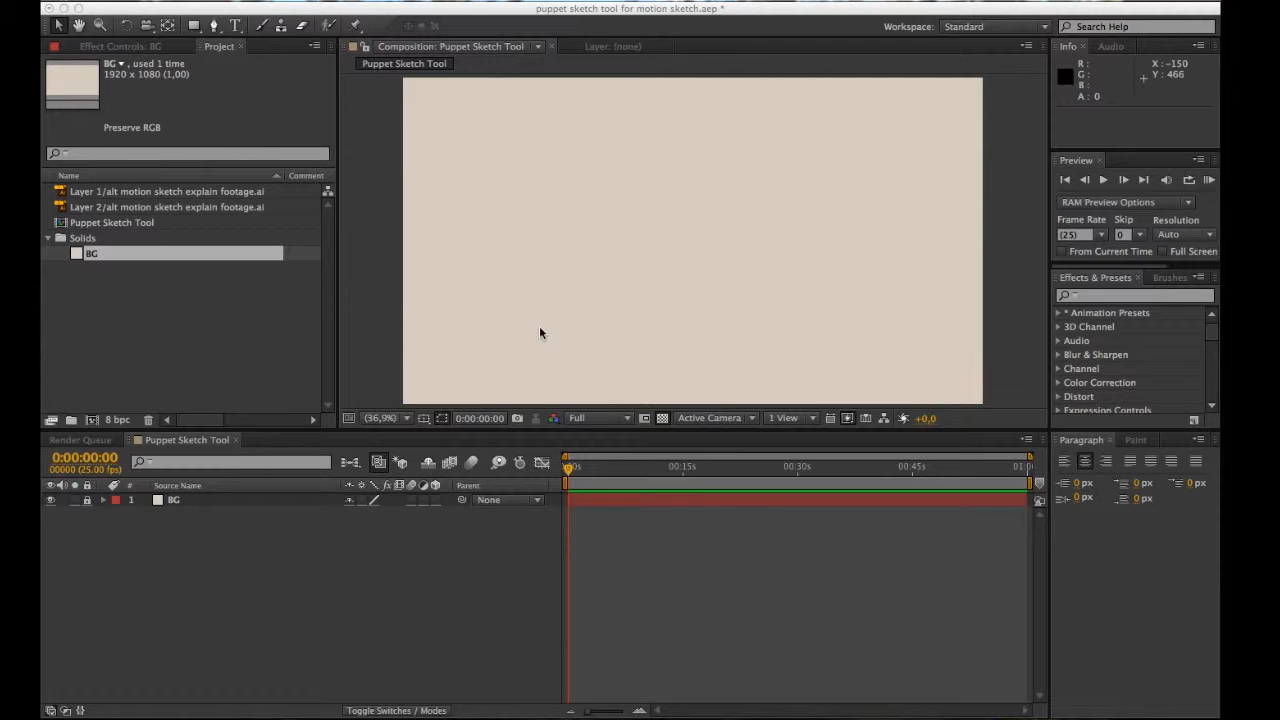 puppet sketch tool for motion sketch.aep *
Workspace: Standard
Search Help
Effect Controls: BG
Project
Composition: Puppet Sketch Tool
Layer: (none)
Info
Audio
BG , used 1 time
1920 x 1080 (1,00)
Puppet Sketch Tool
R :
G :
B :
A : 0
X : -150
Y : 466
Preserve RGB
Preview
Name
Comment
Layer 1/alt motion sketch explain footage.ai
Layer 2/alt motion sketch explain footage.ai
Puppet Sketch Tool
Solids
BG
RAM Preview Options
Frame Rate Skip Resolution
(25) 0 Auto
From Current Time Full Screen
Effects & Presets
Brushes
* Animation Presets
3D Channel
Audio
Blur & Sharpen
Channel
Color Correction
Distort
Expression Controls
8 bpc
(36,9%)
0:00:00:00
Full
Active Camera
1 View
+0,0
Render Queue
Puppet Sketch Tool
Paragraph
Paint
0:00:00:00
00000 (25.00 fps)
00s 00:15s 00:30s 00:45s 01:0
# Source Name
fx
Parent
0 px 0 px 0 px
0 px 0 px
1 BG
None
Toggle Switches / Modes